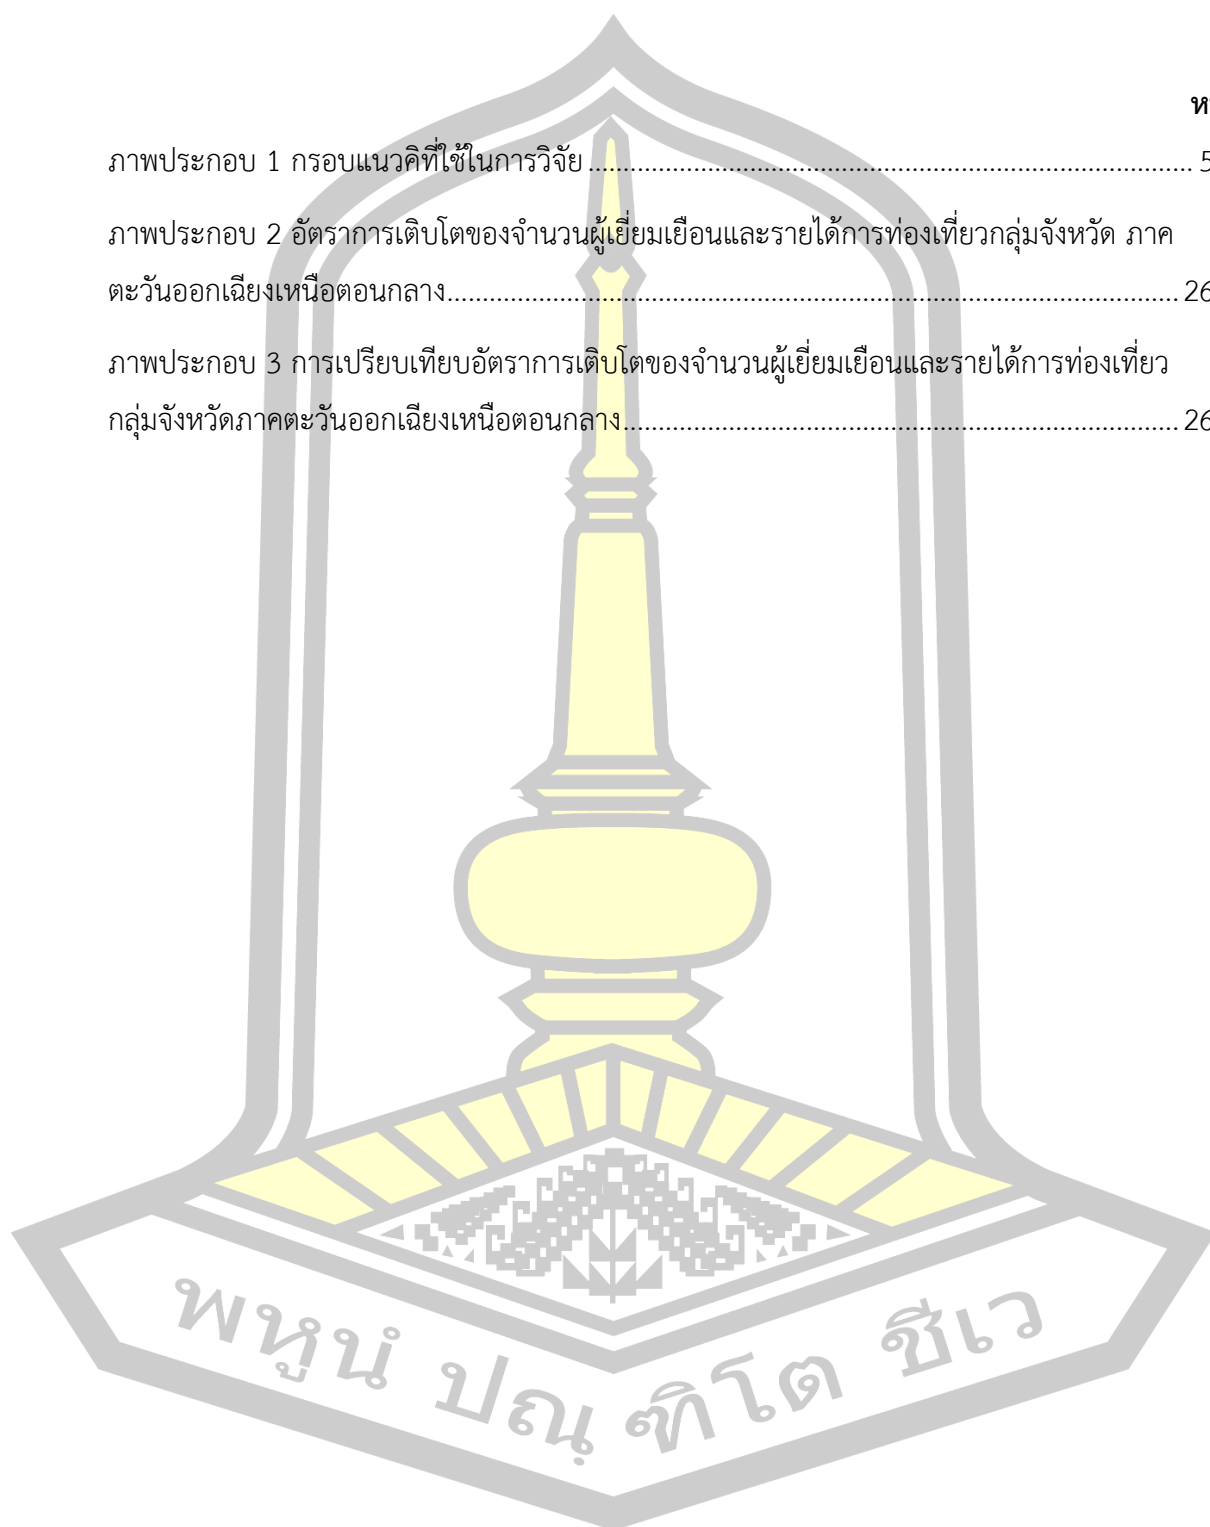 ภาพประกอบ 1 กรอบแนวคิที่ใช้ในการวิจัย ..................................................................................... 5
ภาพประกอบ 2 อัตราการเติบโตของจำนวนผู้เยี่ยมเยือนและรายได้การท่องเที่ยวกลุ่มจังหวัด ภาค
ตะวันออกเฉียงเหนือตอนกลาง....................................................................................................... 26
ภาพประกอบ 3 การเปรียบเทียบอัตราการเติบโตของจำนวนผู้เยี่ยมเยือนและรายได้การท่องเที่ยว
กลุ่มจังหวัดภาคตะวันออกเฉียงเหนือตอนกลาง.............................................................................. 26
พหูนํ ปณฺฑิโต ชีเว